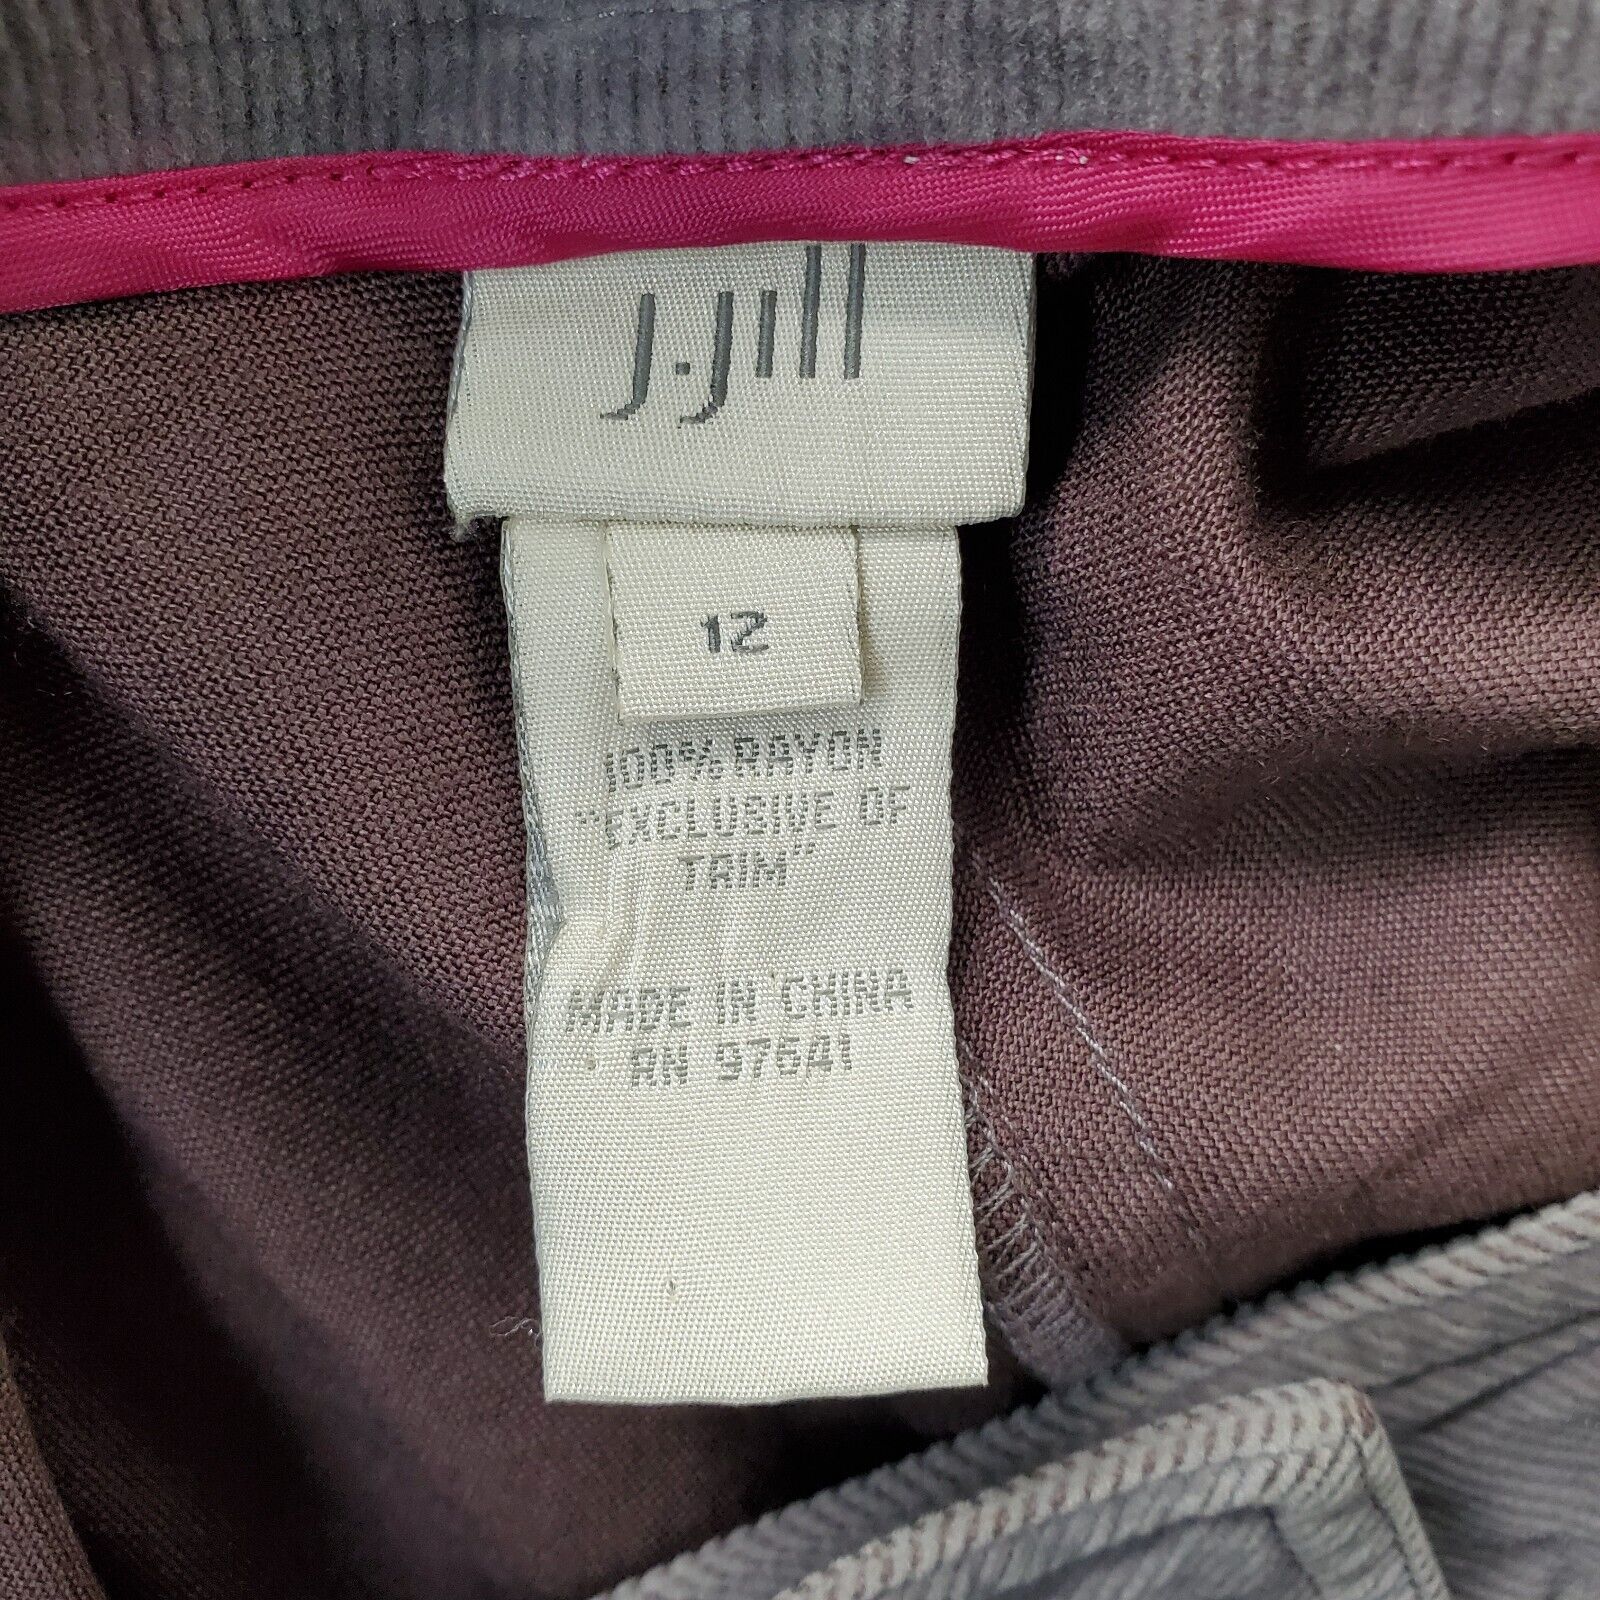 J.Jill
12
100% RAYON
"EXCLUSIVE OF
TRIM"
MADE IN CHINA
RN 97641